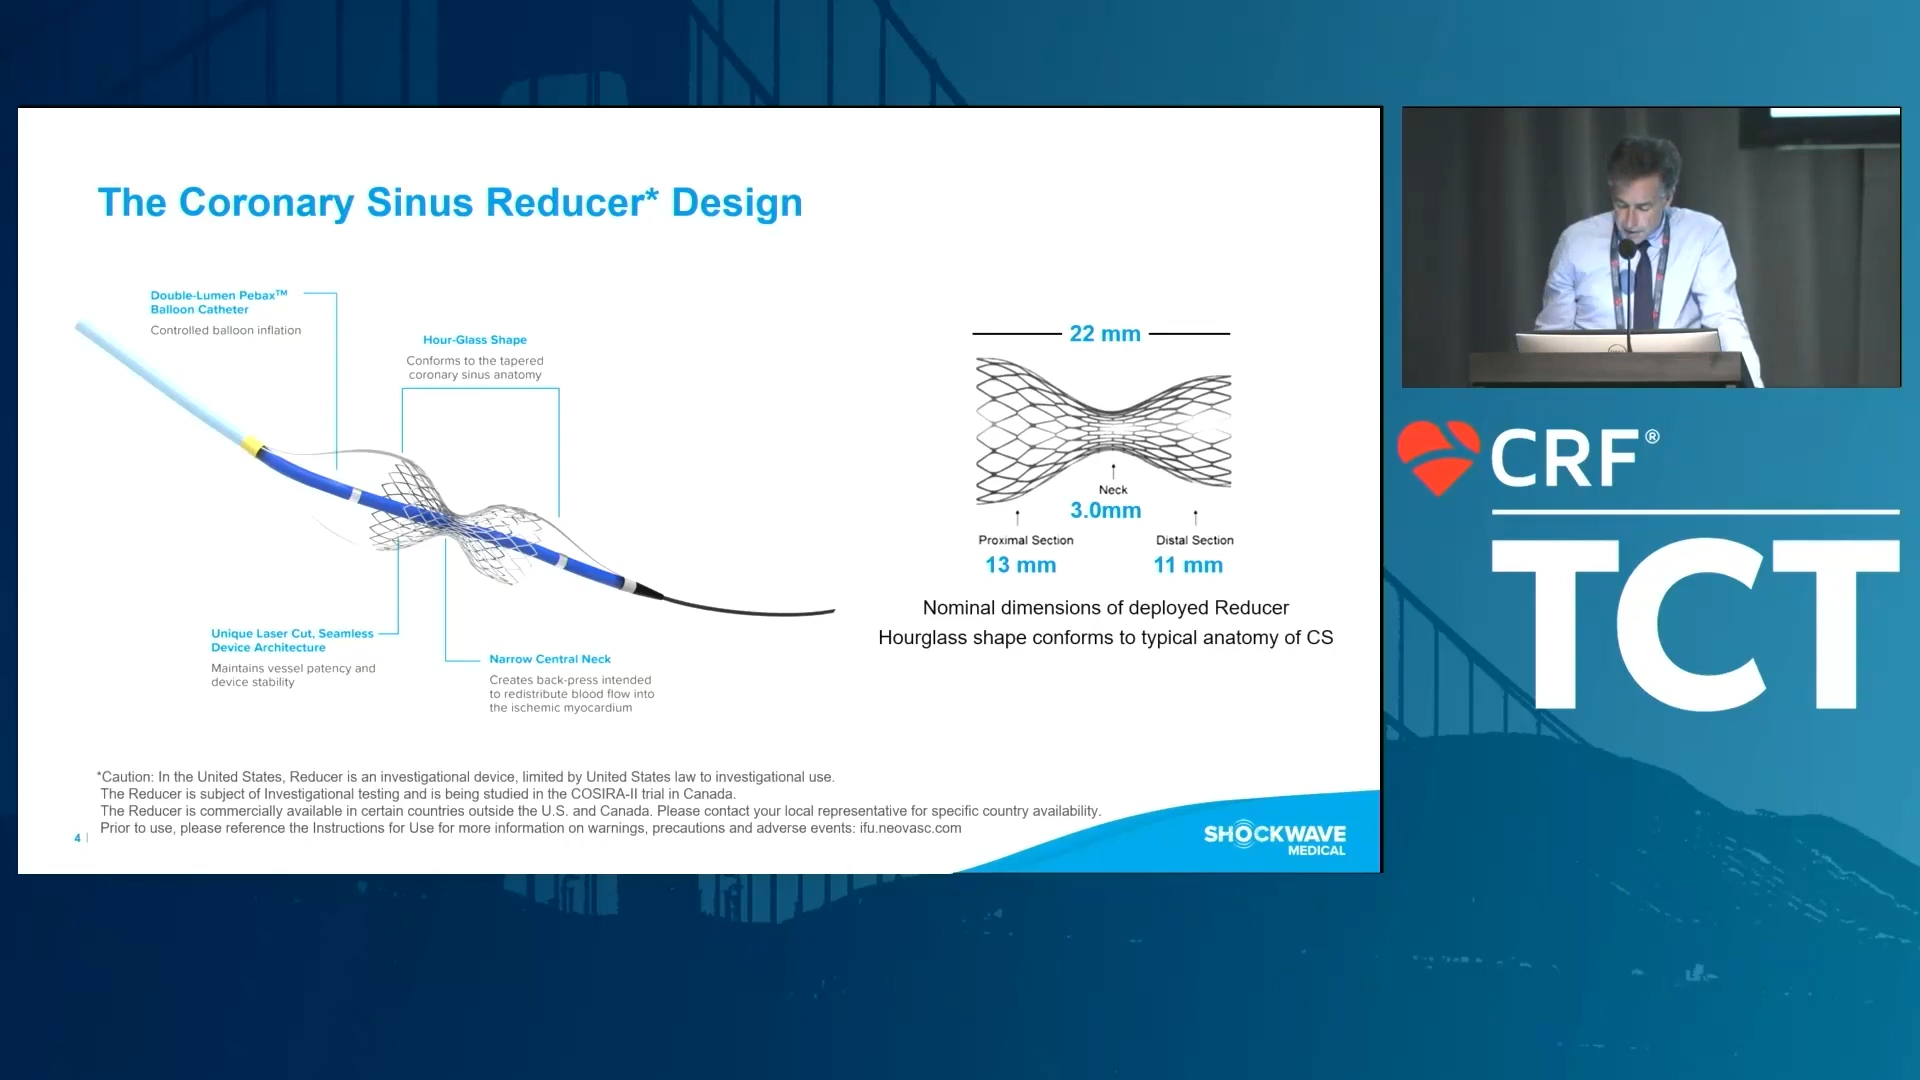 The Coronary Sinus Reducer* Design
Double-Lumen Pebax™
Balloon Catheter
Controlled balloon inflation
Hour-Glass Shape
Conforms to the tapered
coronary sinus anatomy
Unique Laser Cut, Seamless
Device Architecture
Maintains vessel patency and
device stability
Narrow Central Neck
Creates back-press intended
to redistribute blood flow into
the ischemic myocardium
22 mm
Neck
3.0mm
Proximal Section
13 mm
Distal Section
11 mm
Nominal dimensions of deployed Reducer
Hourglass shape conforms to typical anatomy of CS
*Caution: In the United States, Reducer is an investigational device, limited by United States law to investigational use.
The Reducer is subject of Investigational testing and is being studied in the COSIRA-II trial in Canada.
The Reducer is commercially available in certain countries outside the U.S. and Canada. Please contact your local representative for specific country availability.
Prior to use, please reference the Instructions for Use for more information on warnings, precautions and adverse events: ifu.neovasc.com
4 |
SHOCKWAVE
MEDICAL
CRF®
TCT